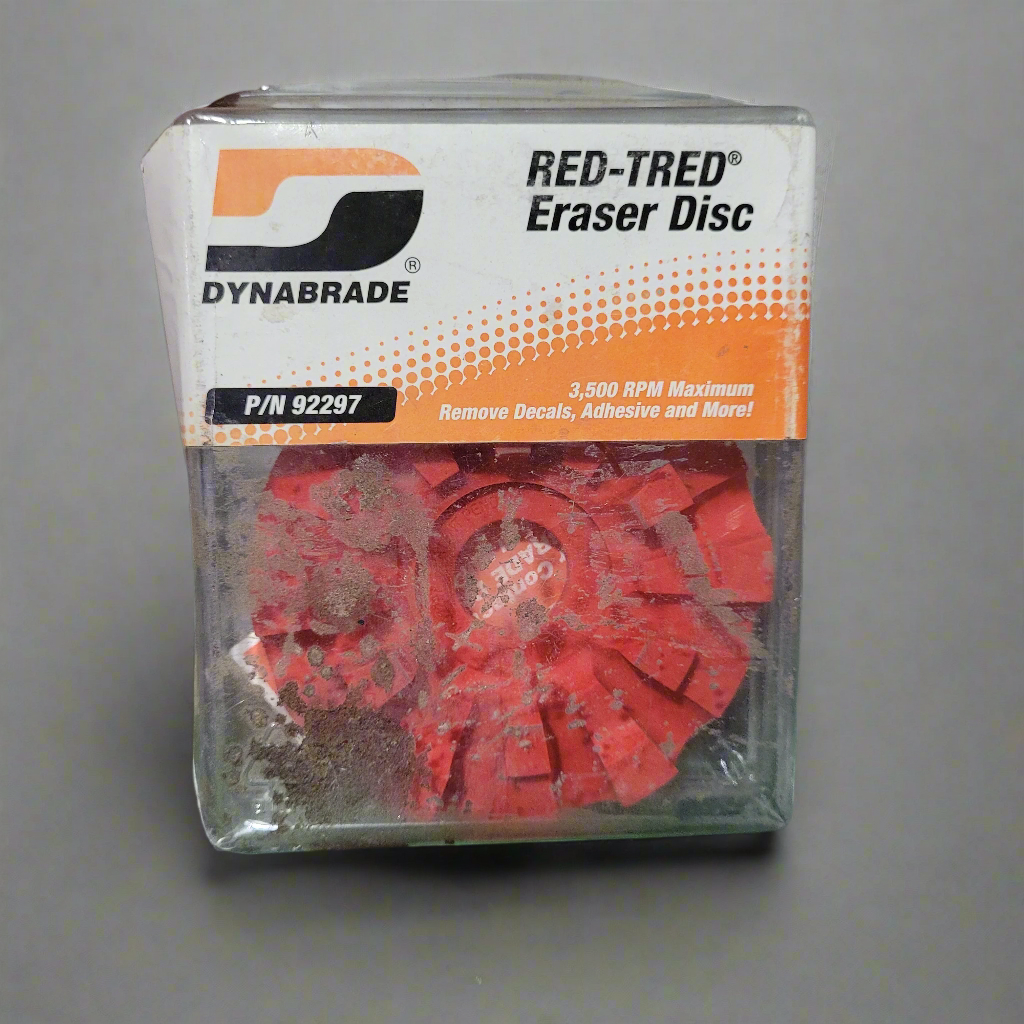 RED-TRED®
Eraser Disc
®
DYNABRADE
3,500 RPM Maximum
P/N 92297
Remove Decals, Adhesive and More!